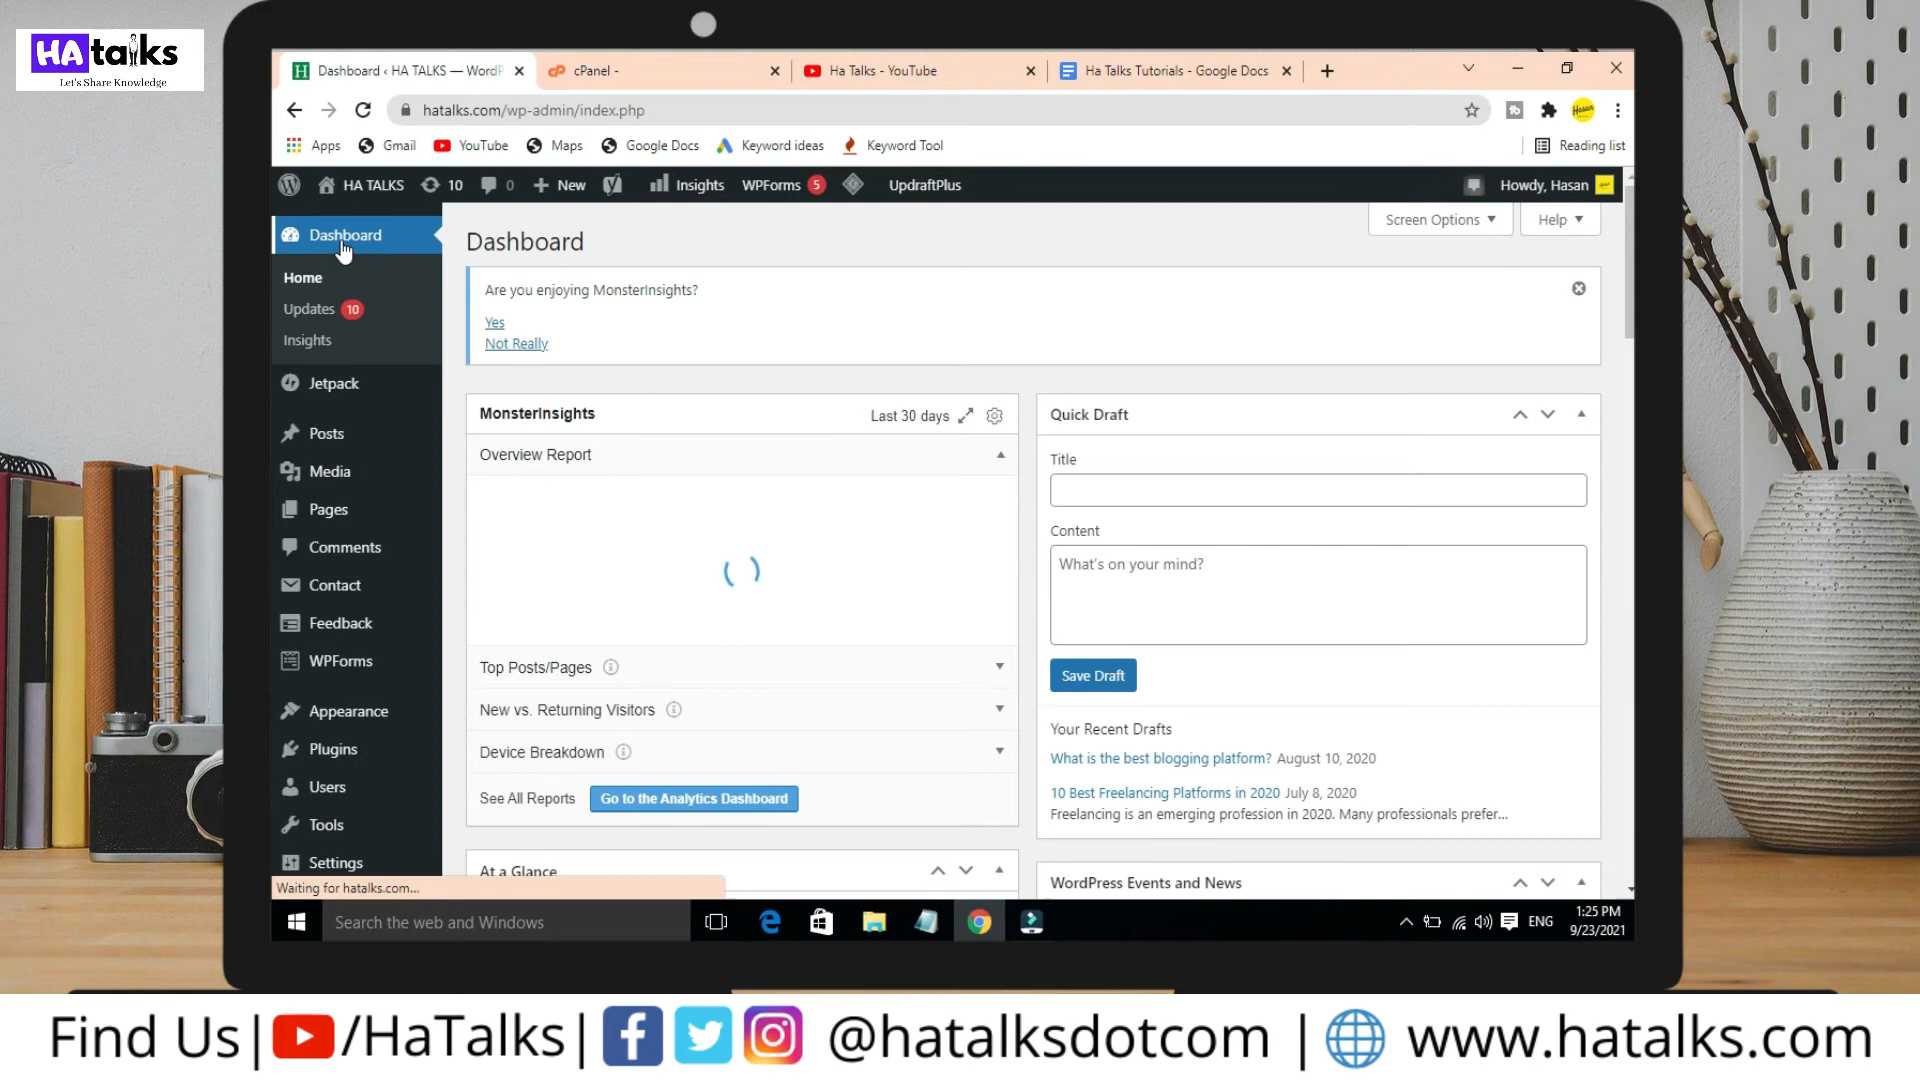 HAtalks
Let'S Share Knowledge
Dashboard ‹ HA TALKS — WordP
cPanel -
Ha Talks - YouTube
Ha Talks Tutorials - Google Docs
hatalks.com/wp-admin/index.php
Apps
Gmail
YouTube
Maps
Google Docs
Keyword ideas
Keyword Tool
Reading list
HA TALKS
10
0
New
Insights
WPForms 5
UpdraftPlus
Howdy, Hasan
Screen Options
Help
Dashboard
Home
Updates 10
Insights
Jetpack
Posts
Media
Pages
Comments
Contact
Feedback
WPForms
Appearance
Plugins
Users
Tools
Settings
Dashboard
Are you enjoying MonsterInsights?
Yes
Not Really
MonsterInsights
Last 30 days
Overview Report
Top Posts/Pages
New vs. Returning Visitors
Device Breakdown
See All Reports
Go to the Analytics Dashboard
At a Glance
Quick Draft
Title
Content
What's on your mind?
Save Draft
Your Recent Drafts
What is the best blogging platform? August 10, 2020
10 Best Freelancing Platforms in 2020 July 8, 2020
Freelancing is an emerging profession in 2020. Many professionals prefer...
WordPress Events and News
Waiting for hatalks.com...
Search the web and Windows
ENG
1:25 PM
9/23/2021
Find Us| /HaTalks| @hatalksdotcom | www.hatalks.com